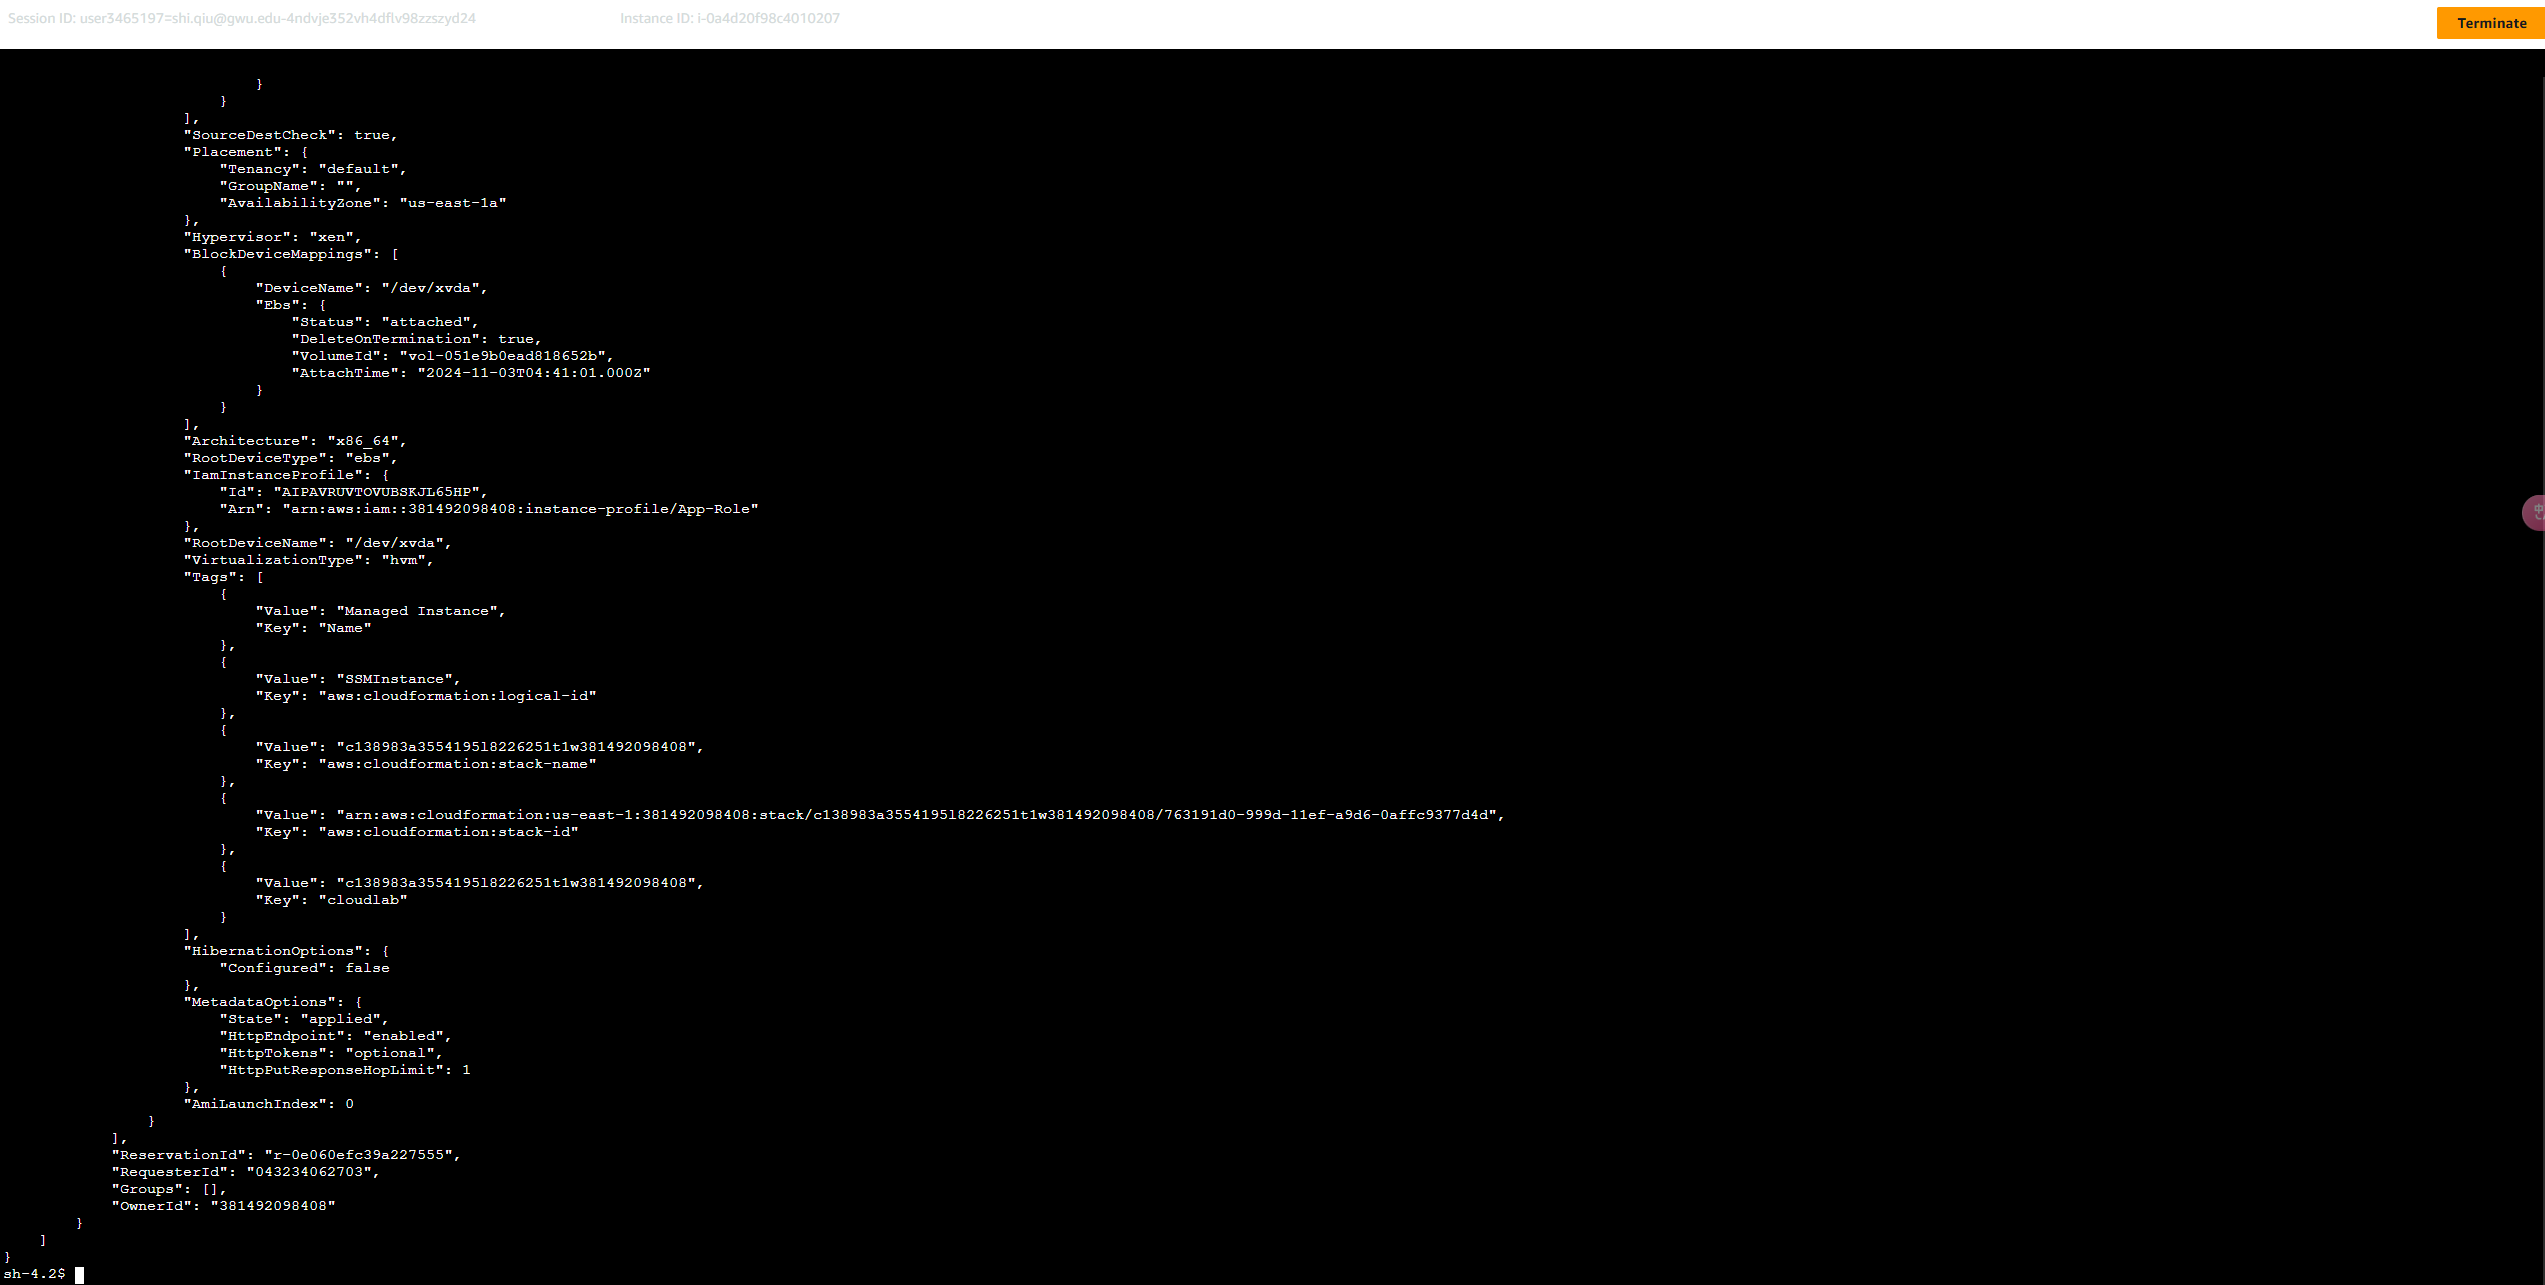 Session ID: user3465197=shi.qiu@gwu.edu-4ndvje352vh4dflv98zzszyd24 Instance ID: i-0a4d20f98c4010207 Terminate
}
}
],
"SourceDestCheck": true,
"Placement": {
"Tenancy": "default",
"GroupName": "",
"AvailabilityZone": "us-east-1a"
},
"Hypervisor": "xen",
"BlockDeviceMappings": [
{
"DeviceName": "/dev/xvda",
"Ebs": {
"Status": "attached",
"DeleteOnTermination": true,
"VolumeId": "vol-051e9b0ead818652b",
"AttachTime": "2024-11-03T04:41:01.000Z"
}
}
],
"Architecture": "x86_64",
"RootDeviceType": "ebs",
"IamInstanceProfile": {
"Id": "AIPAVRUVTOVUBSKJL65HP",
"Arn": "arn:aws:iam::381492098408:instance-profile/App-Role"
},
"RootDeviceName": "/dev/xvda",
"VirtualizationType": "hvm",
"Tags": [
{
"Value": "Managed Instance",
"Key": "Name"
},
{
"Value": "SSMInstance",
"Key": "aws:cloudformation:logical-id"
},
{
"Value": "c138983a3554195l8226251t1w381492098408",
"Key": "aws:cloudformation:stack-name"
},
{
"Value": "arn:aws:cloudformation:us-east-1:381492098408:stack/c138983a3554195l8226251t1w381492098408/763191d0-999d-11ef-a9d6-0affc9377d4d",
"Key": "aws:cloudformation:stack-id"
},
{
"Value": "c138983a3554195l8226251t1w381492098408",
"Key": "cloudlab"
}
],
"HibernationOptions": {
"Configured": false
},
"MetadataOptions": {
"State": "applied",
"HttpEndpoint": "enabled",
"HttpTokens": "optional",
"HttpPutResponseHopLimit": 1
},
"AmiLaunchIndex": 0
}
],
"ReservationId": "r-0e060efc39a227555",
"RequesterId": "043234062703",
"Groups": [],
"OwnerId": "381492098408"
}
]
}
sh-4.2$